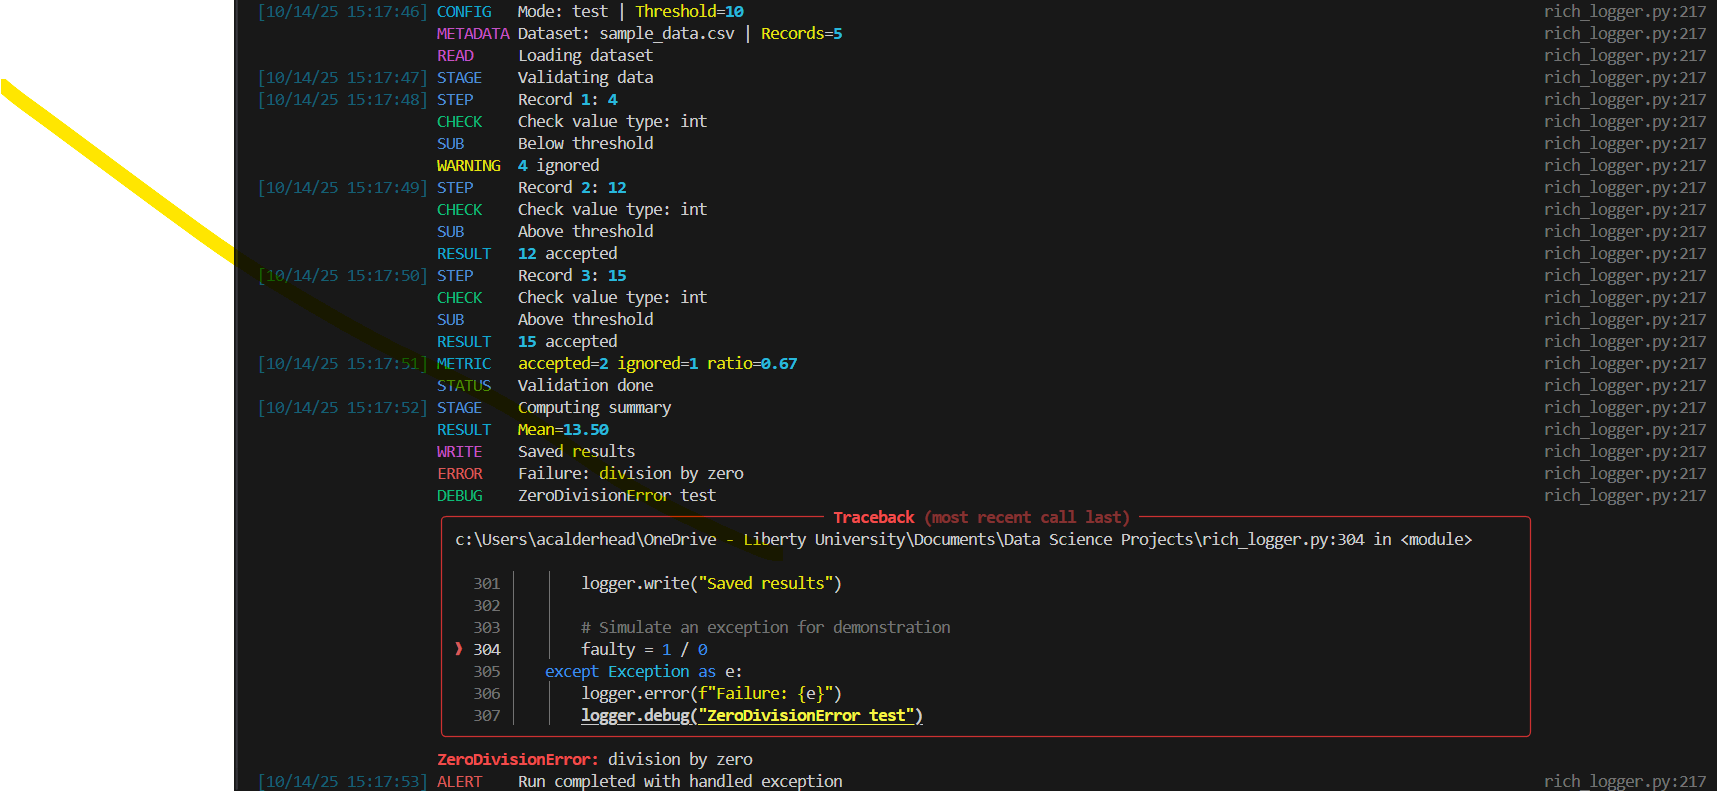 [10/14/25 15:17:46] CONFIG Mode: test | Threshold=10 rich_logger.py:217
METADATA Dataset: sample_data.csv | Records=5 rich_logger.py:217
READ Loading dataset rich_logger.py:217
[10/14/25 15:17:47] STAGE Validating data rich_logger.py:217
[10/14/25 15:17:48] STEP Record 1: 4 rich_logger.py:217
CHECK Check value type: int rich_logger.py:217
SUB Below threshold rich_logger.py:217
WARNING 4 ignored rich_logger.py:217
[10/14/25 15:17:49] STEP Record 2: 12 rich_logger.py:217
CHECK Check value type: int rich_logger.py:217
SUB Above threshold rich_logger.py:217
RESULT 12 accepted rich_logger.py:217
[10/14/25 15:17:50] STEP Record 3: 15 rich_logger.py:217
CHECK Check value type: int rich_logger.py:217
SUB Above threshold rich_logger.py:217
RESULT 15 accepted rich_logger.py:217
[10/14/25 15:17:51] METRIC accepted=2 ignored=1 ratio=0.67 rich_logger.py:217
STATUS Validation done rich_logger.py:217
[10/14/25 15:17:52] STAGE Computing summary rich_logger.py:217
RESULT Mean=13.50 rich_logger.py:217
WRITE Saved results rich_logger.py:217
ERROR Failure: division by zero rich_logger.py:217
DEBUG ZeroDivisionError test rich_logger.py:217
Traceback (most recent call last)
c:\Users\acalderhead\OneDrive - Liberty University\Documents\Data Science Projects\rich_logger.py:304 in <module>
301 logger.write("Saved results")
302
303 # Simulate an exception for demonstration
❱ 304 faulty = 1 / 0
305 except Exception as e:
306 logger.error(f"Failure: {e}")
307 logger.debug("ZeroDivisionError test")
ZeroDivisionError: division by zero
[10/14/25 15:17:53] ALERT Run completed with handled exception rich_logger.py:217